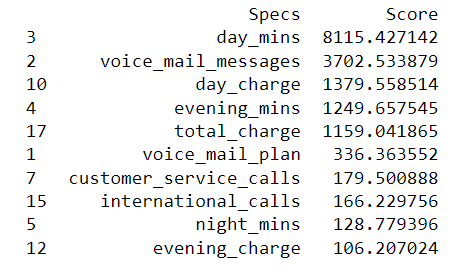 Specs Score
3 day_mins 8115.427142
2 voice_mail_messages 3702.533879
10 day_charge 1379.558514
4 evening_mins 1249.657545
17 total_charge 1159.041865
1 voice_mail_plan 336.363552
7 customer_service_calls 179.500888
15 international_calls 166.229756
5 night_mins 128.779396
12 evening_charge 106.207024